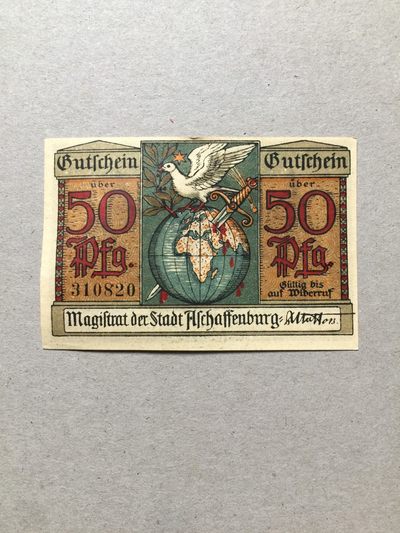 Gutschein
über
50
Pfg.
310820
Gutschein
über
50
Pfg.
Gültig bis
auf Widerruf
Magistrat der Stadt Aschaffenburg: